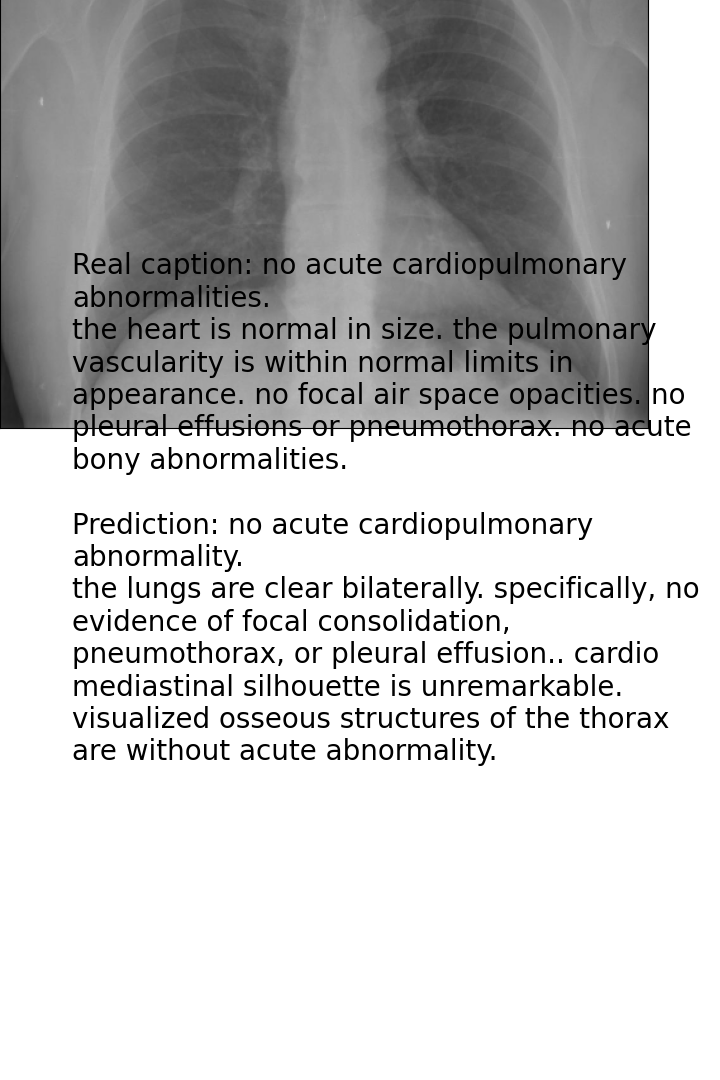 Real caption: no acute cardiopulmonary
abnormalities.
the heart is normal in size. the pulmonary
vascularity is within normal limits in
appearance. no focal air space opacities. no
pleural effusions or pneumothorax. no acute
bony abnormalities.
Prediction: no acute cardiopulmonary
abnormality.
the lungs are clear bilaterally. specifically, no
evidence of focal consolidation,
pneumothorax, or pleural effusion.. cardio
mediastinal silhouette is unremarkable.
visualized osseous structures of the thorax
are without acute abnormality.